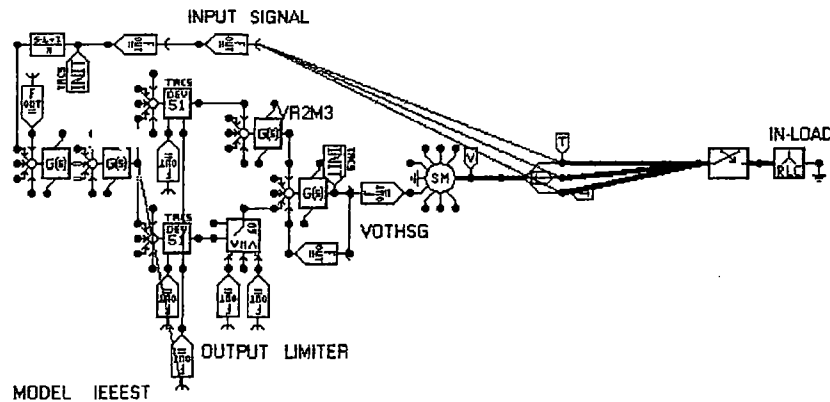 INPUT SIGNAL
TACS
INIT
TACS
DEV
51
VR2M3
G(s)
IN-LOAD
F
OUT
=
G(s)
G(s)
TACS
INIT
T
V
SM
RLC
G(s)
TACS
DEV
51
VOTHSG
OUTPUT LIMITER
MODEL IEEEST